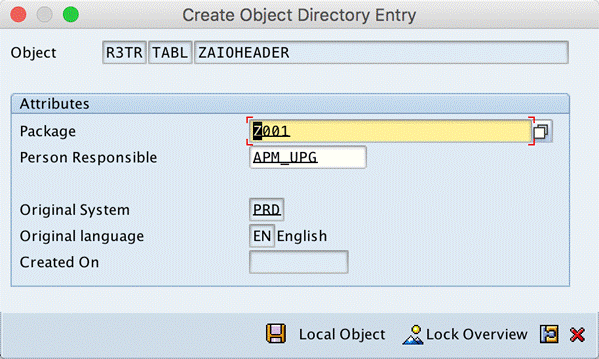 Create Object Directory Entry
Object R3TR TABL ZAIOHEADER
Attributes
Package Z001
Person Responsible APM_UPG
Original System PRD
Original language EN English
Created On
Local Object Lock Overview